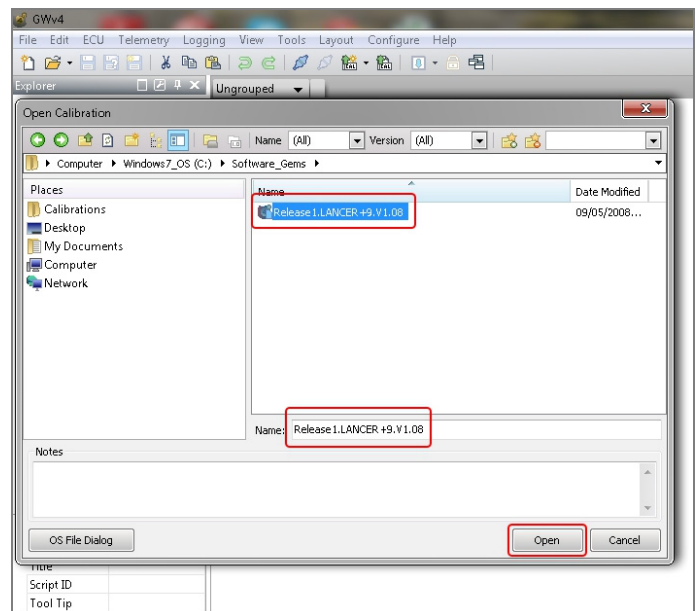 GWv4
File Edit ECU Telemetry Logging View Tools Layout Configure Help
Explorer
Ungrouped
Open Calibration
X
Name (All) Version (All)
Computer Windows7_OS (C:) Software_Gems
Places
Name Date Modified
Calibrations
Release1.LANCER+9.V1.08 09/05/2008...
Desktop
My Documents
Computer
Network
Name: Release1.LANCER+9.V1.08
Notes
OS File Dialog
Open Cancel
Title
Script ID
Tool Tip